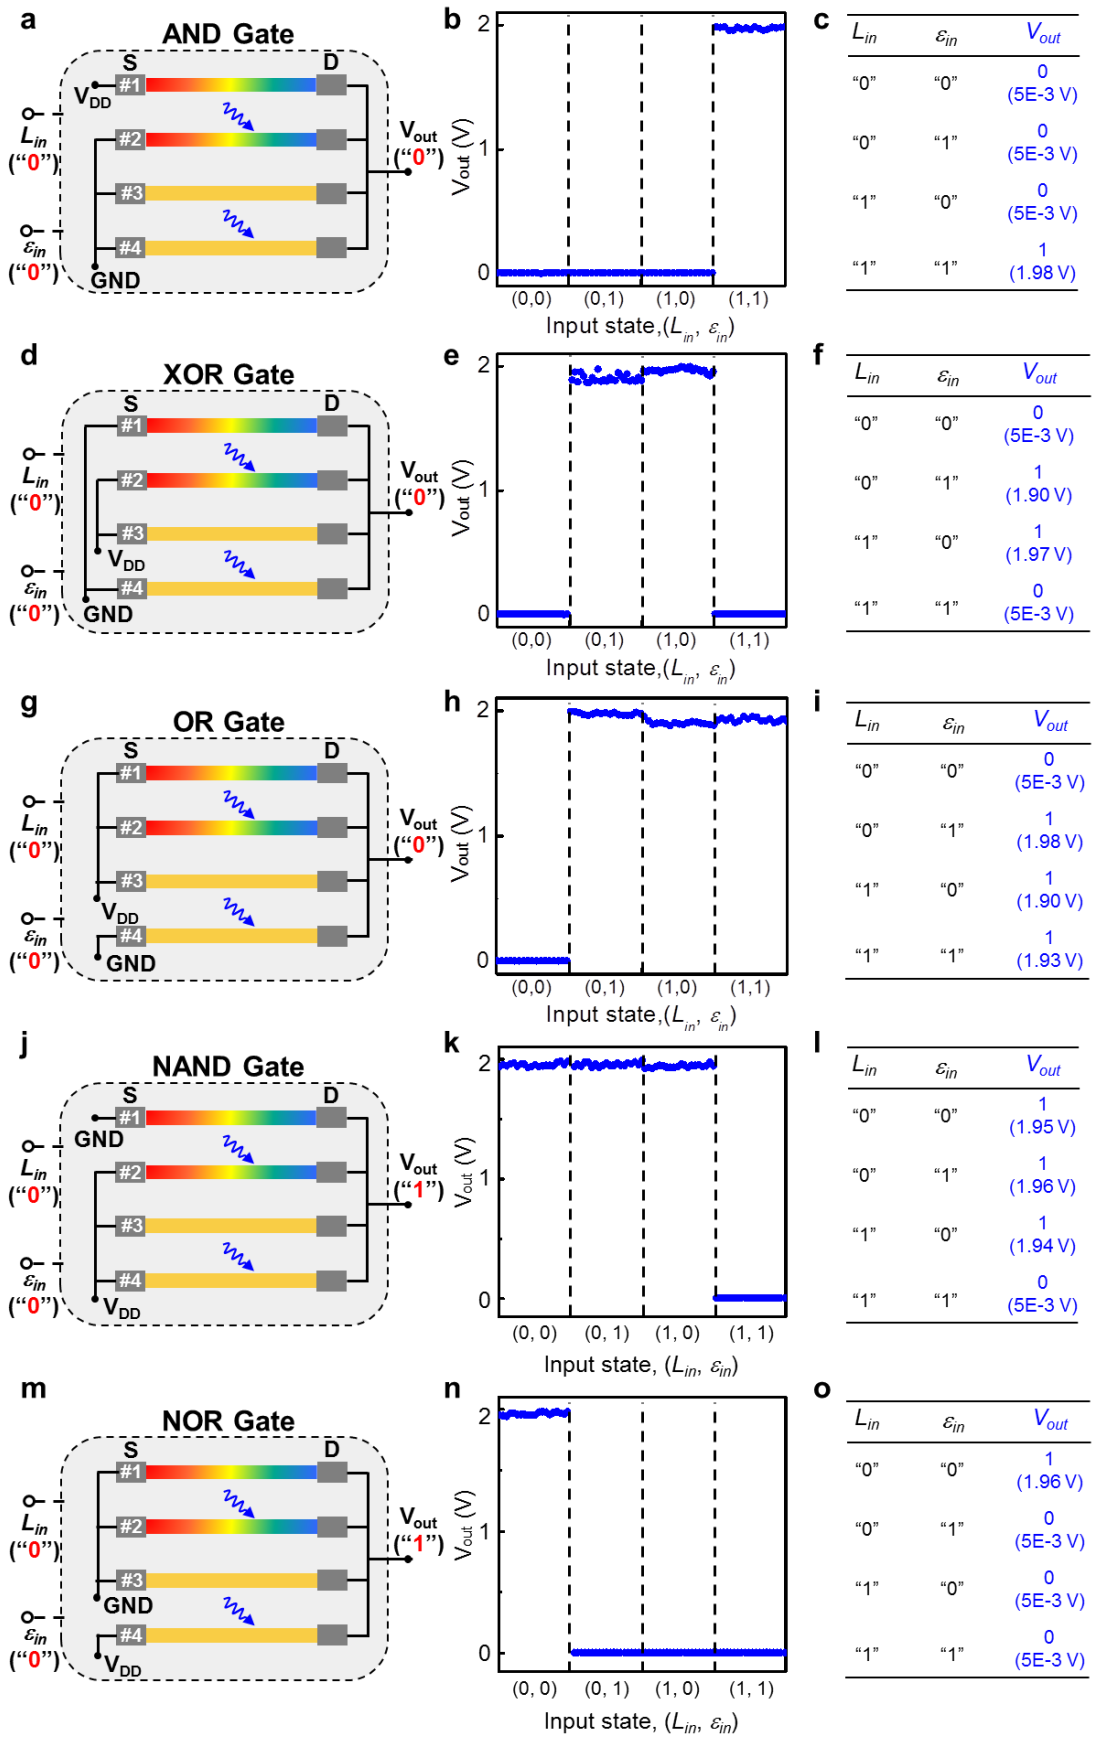 a
AND Gate
S D
#1
V_DD
L_in
("0")
#2
#3
ε_in
("0")
#4
GND
V_out
("0")
b
V_out (V)
2
1
0
(0,0) (0,1) (1,0) (1,1)
Input state,(L_in, ε_in)
c
L_in ε_in V_out
"0" "0" 0
(5E-3 V)
"0" "1" 0
(5E-3 V)
"1" "0" 0
(5E-3 V)
"1" "1" 1
(1.98 V)
d
XOR Gate
S D
#1
L_in
("0")
#2
#3
V_DD
ε_in
("0")
#4
GND
V_out
("0")
e
V_out (V)
2
1
0
(0,0) (0,1) (1,0) (1,1)
Input state,(L_in, ε_in)
f
L_in ε_in V_out
"0" "0" 0
(5E-3 V)
"0" "1" 1
(1.90 V)
"1" "0" 1
(1.97 V)
"1" "1" 0
(5E-3 V)
g
OR Gate
S D
#1
L_in
("0")
#2
#3
V_DD
ε_in
("0")
#4
GND
V_out
("0")
h
V_out (V)
2
1
0
(0,0) (0,1) (1,0) (1,1)
Input state,(L_in, ε_in)
i
L_in ε_in V_out
"0" "0" 0
(5E-3 V)
"0" "1" 1
(1.98 V)
"1" "0" 1
(1.90 V)
"1" "1" 1
(1.93 V)
j
NAND Gate
S D
#1
GND
L_in
("0")
#2
#3
ε_in
("0")
#4
V_DD
V_out
("1")
k
V_out (V)
2
1
0
(0, 0) (0, 1) (1, 0) (1, 1)
Input state, (L_in, ε_in)
l
L_in ε_in V_out
"0" "0" 1
(1.95 V)
"0" "1" 1
(1.96 V)
"1" "0" 1
(1.94 V)
"1" "1" 0
(5E-3 V)
m
NOR Gate
S D
#1
L_in
("0")
#2
#3
GND
ε_in
("0")
#4
V_DD
V_out
("1")
n
V_out (V)
2
1
0
(0, 0) (0, 1) (1, 0) (1, 1)
Input state, (L_in, ε_in)
o
L_in ε_in V_out
"0" "0" 1
(1.96 V)
"0" "1" 0
(5E-3 V)
"1" "0" 0
(5E-3 V)
"1" "1" 0
(5E-3 V)